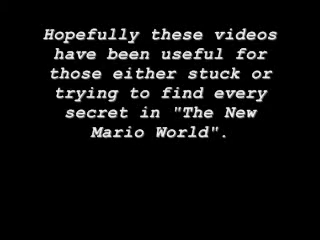 Hopefully these videos
have been useful for
those either stuck or
trying to find every
secret in "The New
Mario World".